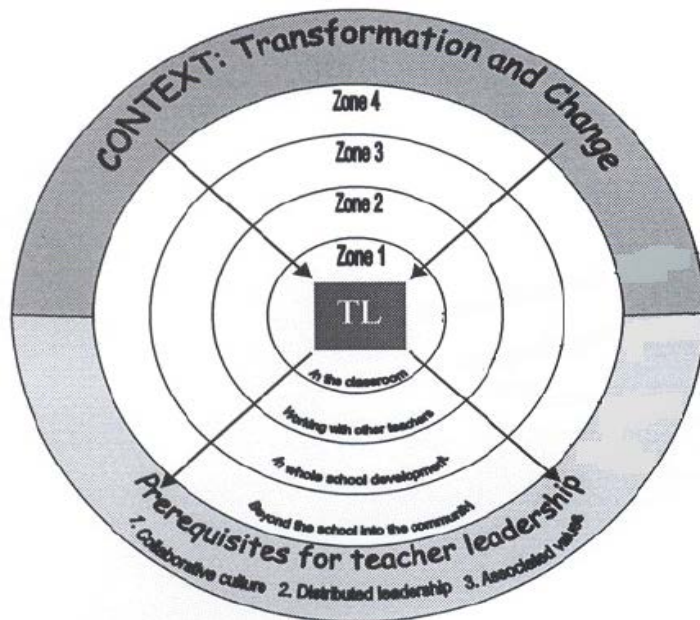 CONTEXT: Transformation and Change
Zone 4
Zone 3
Zone 2
Zone 1
TL
In the classroom
Working with other teachers
In whole school development
Beyond the school into the community
Prerequisites for teacher leadership
1. Collaborative culture 2. Distributed leadership 3. Associated values